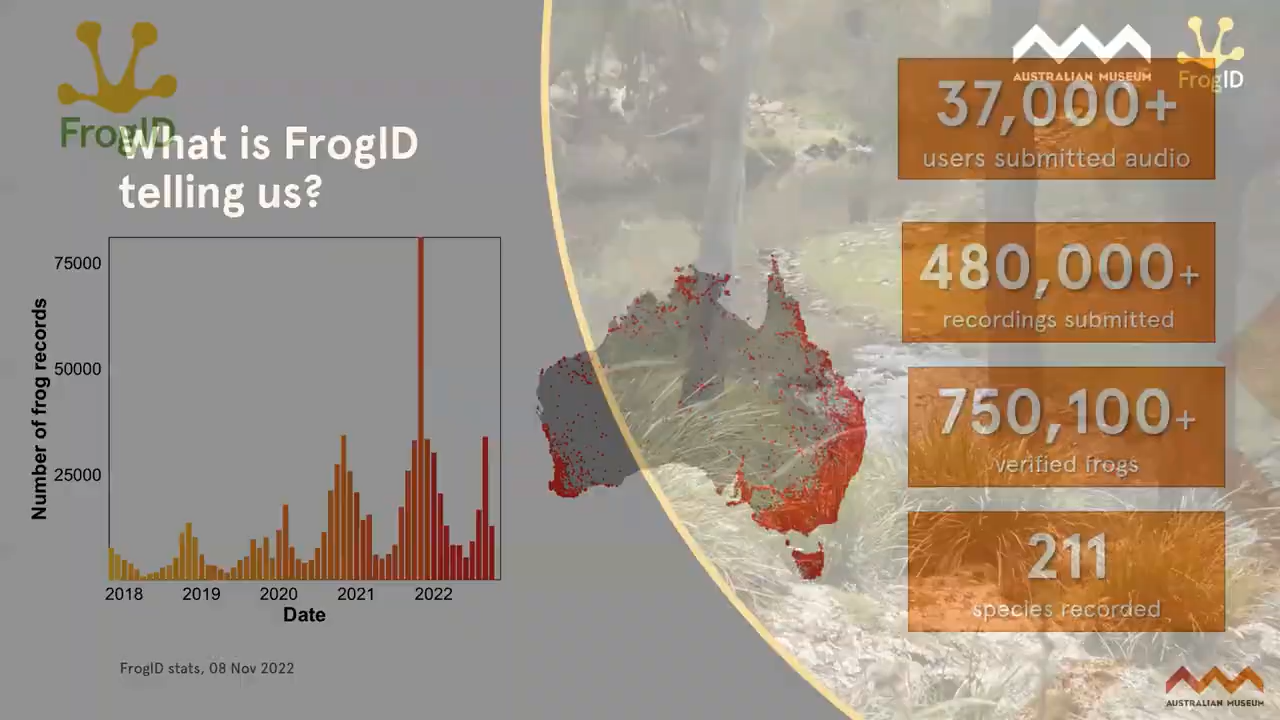 FrogID
What is FrogID
telling us?
75000
50000
25000
Number of frog records
2018 2019 2020 2021 2022
Date
FrogID stats, 08 Nov 2022
AUSTRALIAN MUSEUM
FrogID
37,000+
users submitted audio
480,000+
recordings submitted
750,100+
verified frogs
211
species recorded
AUSTRALIAN MUSEUM